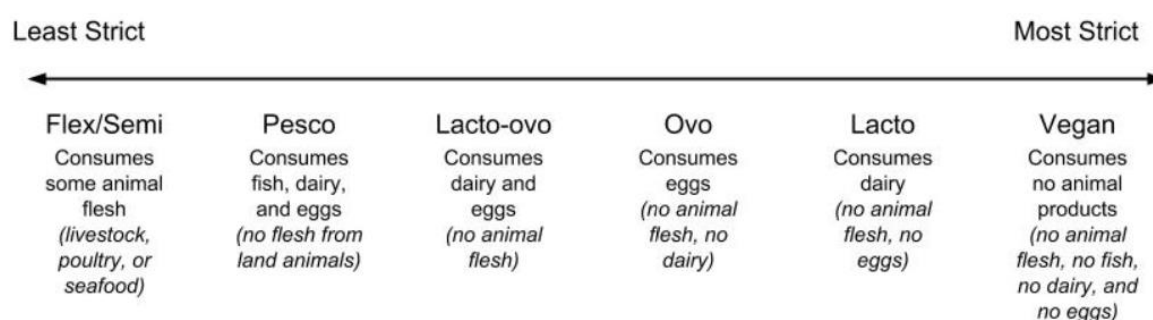 Least Strict
Most Strict
Flex/Semi
Consumes
some animal
flesh
(livestock,
poultry, or
seafood)
Pesco
Consumes
fish, dairy,
and eggs
(no flesh from
land animals)
Lacto-ovo
Consumes
dairy and
eggs
(no animal
flesh)
Ovo
Consumes
eggs
(no animal
flesh, no
dairy)
Lacto
Consumes
dairy
(no animal
flesh, no
eggs)
Vegan
Consumes
no animal
products
(no animal
flesh, no fish,
no dairy, and
no eggs)